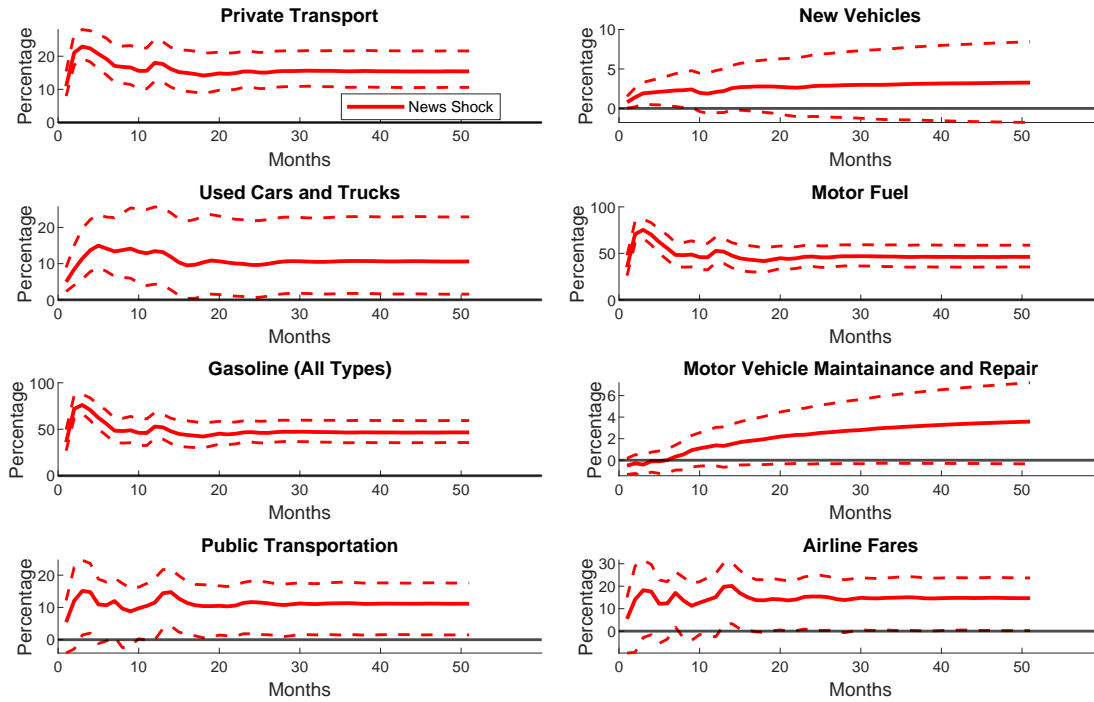 Private Transport
Percentage
20
10
0
0 10 20 30 40 50
Months
News Shock
New Vehicles
Percentage
10
5
0
0 10 20 30 40 50
Months
Used Cars and Trucks
Percentage
20
10
0
0 10 20 30 40 50
Months
Motor Fuel
Percentage
100
50
0
0 10 20 30 40 50
Months
Gasoline (All Types)
Percentage
100
50
0
0 10 20 30 40 50
Months
Motor Vehicle Maintainance and Repair
Percentage
6
4
2
0
0 10 20 30 40 50
Months
Public Transportation
Percentage
20
10
0
0 10 20 30 40 50
Months
Airline Fares
Percentage
30
20
10
0
0 10 20 30 40 50
Months